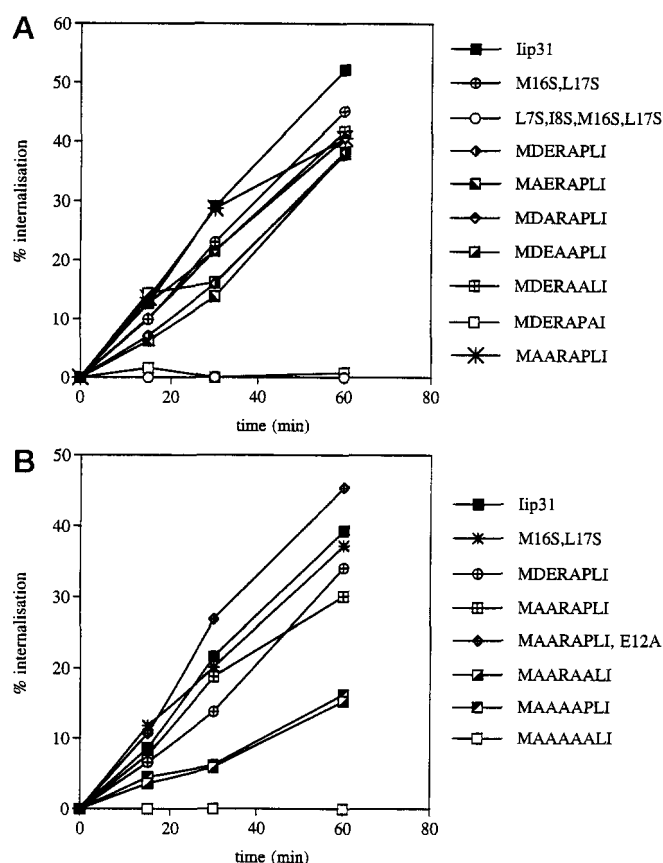 A
60
50
40
30
20
10
0
% internalisation
0 20 40 60 80
time (min)
Iip31
M16S,L17S
L7S,I8S,M16S,L17S
MDERAPLI
MAERAPLI
MDARAPLI
MDEAAPLI
MDERAALI
MDERAPAI
MAARAPLI
B
50
40
30
20
10
0
% internalisation
0 20 40 60 80
time (min)
Iip31
M16S,L17S
MDERAPLI
MAARAPLI
MAARAPLI, E12A
MAARAALI
MAAAAPLI
MAAAAALI